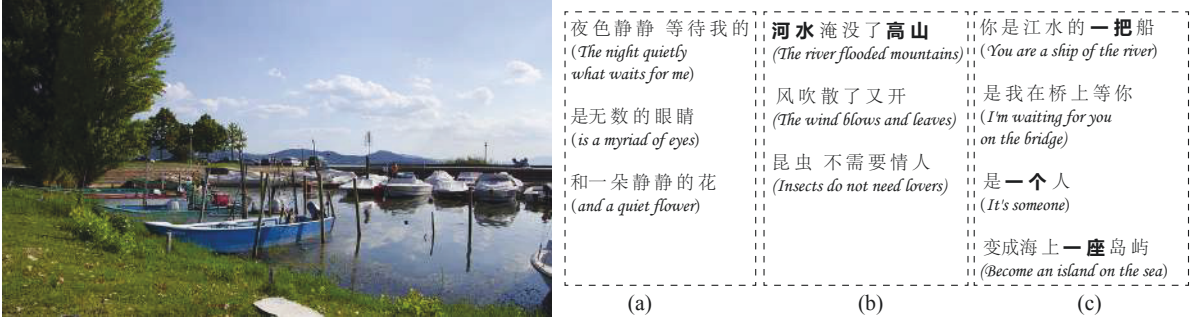 夜色静静 等待我的
(The night quietly
what waits for me)
是无数的眼睛
(is a myriad of eyes)
和一朵静静的花
(and a quiet flower)
(a)
河水淹没了高山
(The river flooded mountains)
风吹散了又开
(The wind blows and leaves)
昆虫 不需要情人
(Insects do not need lovers)
(b)
你是江水的一把船
(You are a ship of the river)
是我在桥上等你
(I'm waiting for you
on the bridge)
是一个人
(It's someone)
变成海上一座岛屿
(Become an island on the sea)
(c)